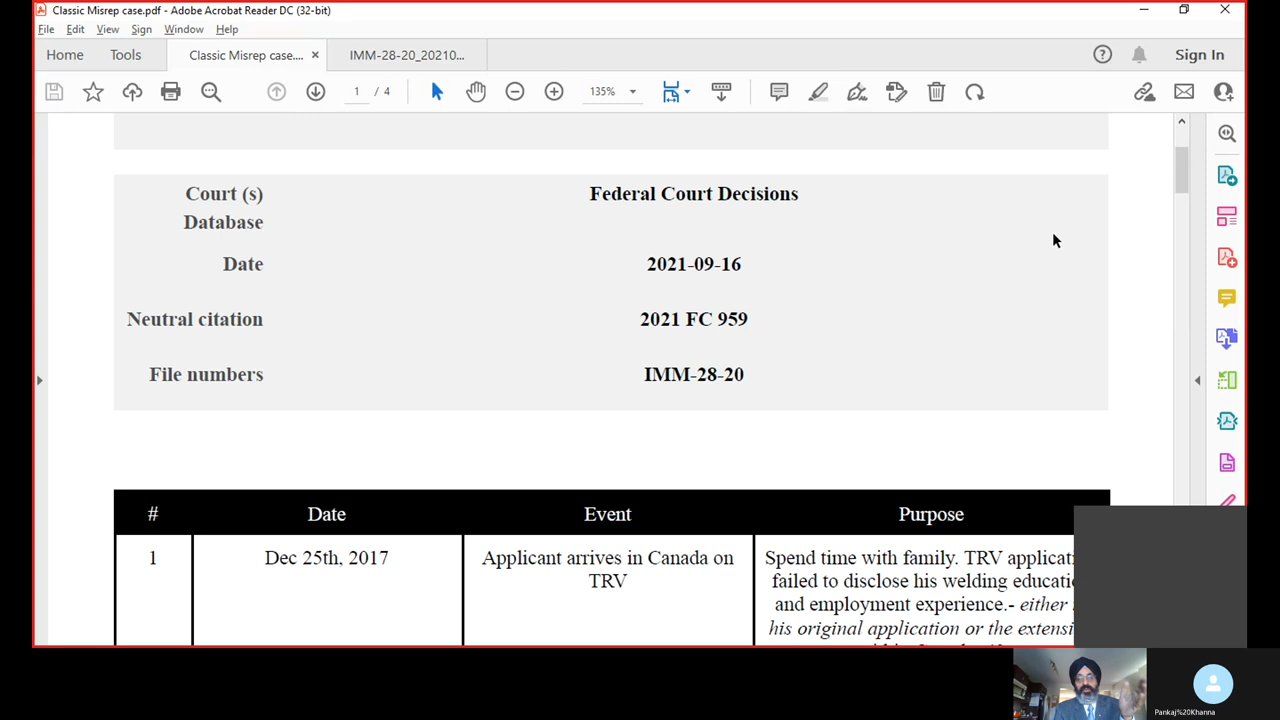 Classic Misrep case.pdf - Adobe Acrobat Reader DC (32-bit)
File Edit View Sign Window Help
Home Tools Classic Misrep case.... × IMM-28-20_20210... Sign In
1 / 4 135%
Court (s) Federal Court Decisions
Database
Date 2021-09-16
Neutral citation 2021 FC 959
File numbers IMM-28-20
# Date Event Purpose
1 Dec 25th, 2017 Applicant arrives in Canada on Spend time with family. TRV applicat
TRV failed to disclose his welding educati
and employment experience.- either
his original application or the extensi
Pankaj%20Khanna